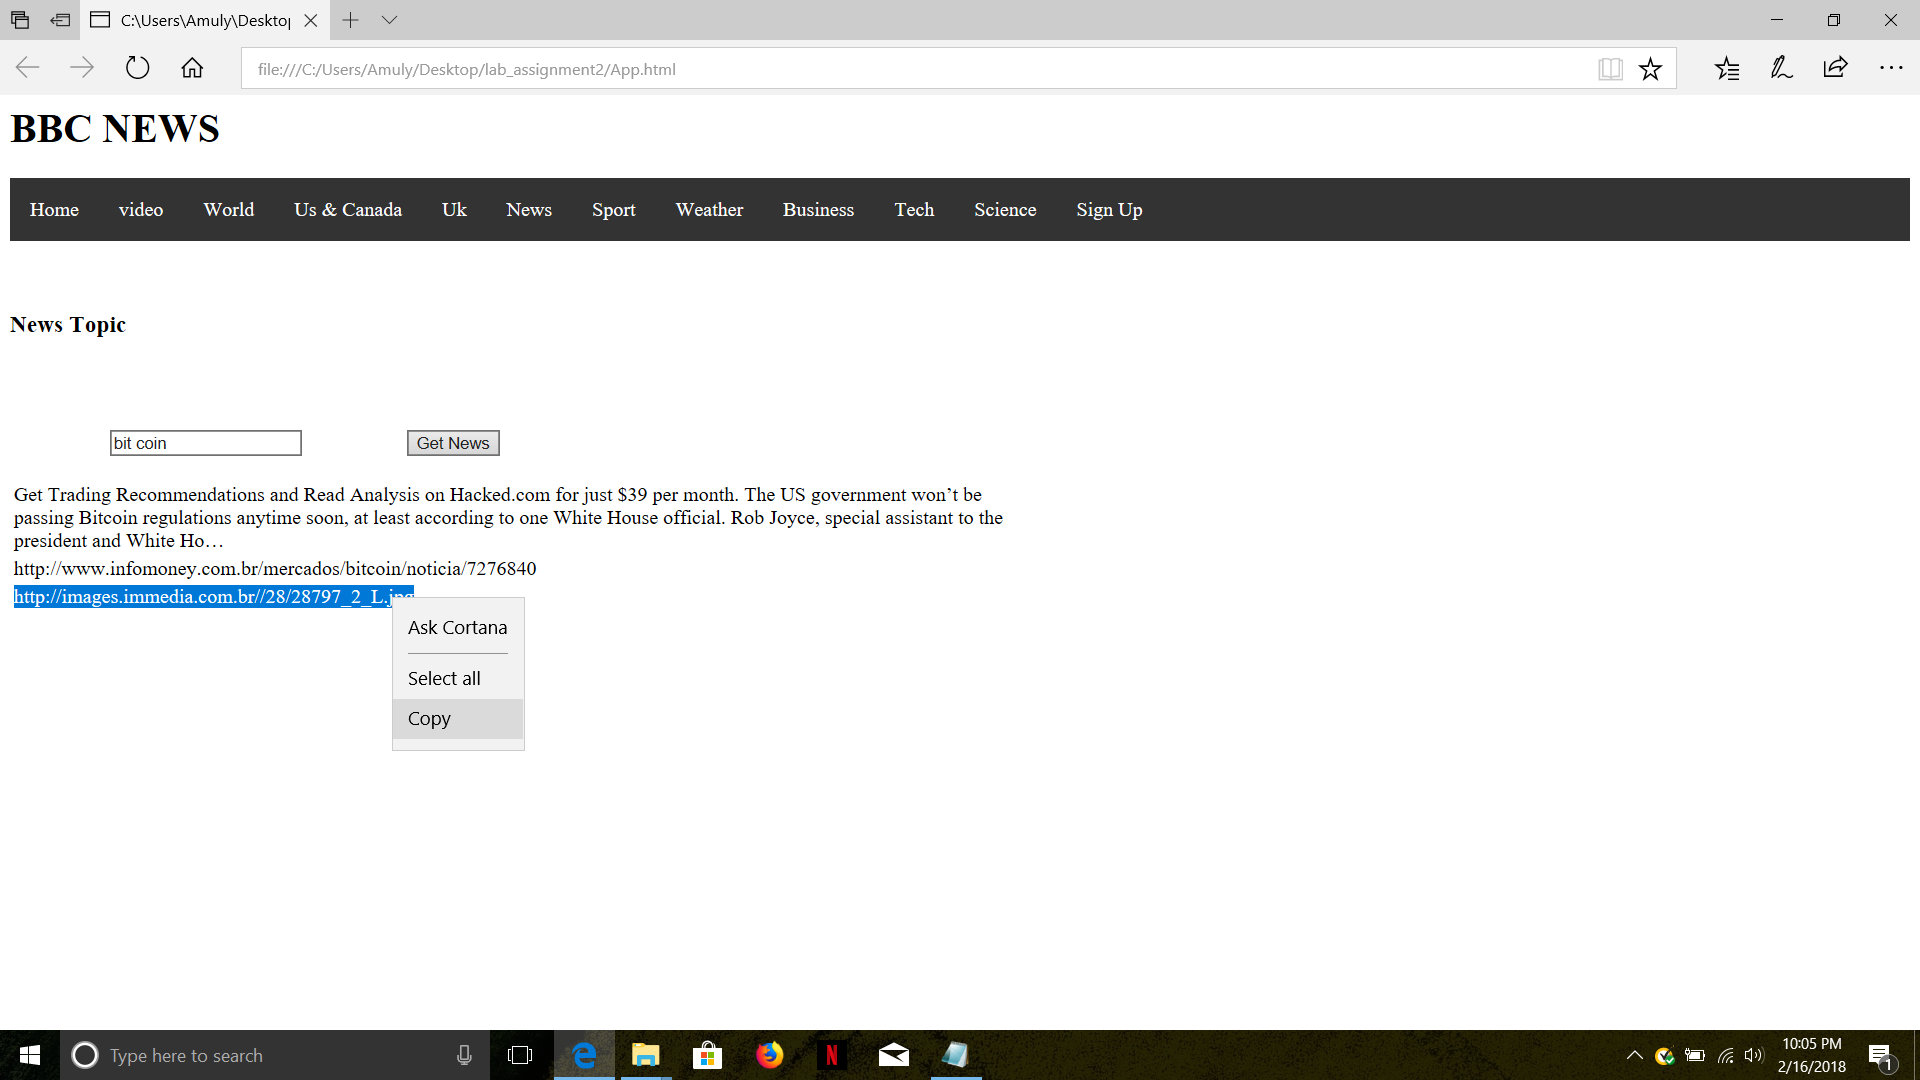 C:\Users\Amuly\Deskto
file:///C:/Users/Amuly/Desktop/lab_assignment2/App.html
BBC NEWS
Home video World Us & Canada Uk News Sport Weather Business Tech Science Sign Up
News Topic
bit coin Get News
Get Trading Recommendations and Read Analysis on Hacked.com for just $39 per month. The US government won’t be
passing Bitcoin regulations anytime soon, at least according to one White House official. Rob Joyce, special assistant to the
president and White Ho…
http://www.infomoney.com.br/mercados/bitcoin/noticia/7276840
http://images.immedia.com.br//28/28797_2_L.jpg
Ask Cortana
Select all
Copy
Type here to search
N
10:05 PM
2/16/2018
1